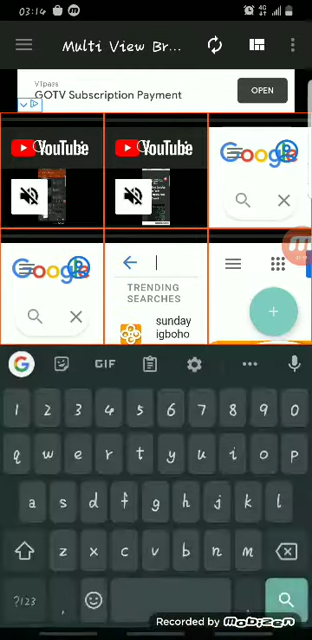 03:14
4G
Multi View Br...
VTpass
GOTV Subscription Payment
OPEN
YouTube
YouTube
Google
Google
TRENDING
SEARCHES
sunday
igboho
GIF
1 2 3 4 5 6 7 8 9 0
q w e r t y u i o p
a s d f g h j k l
z x c v b n m
?123 , .
Recorded by MOBIZEN